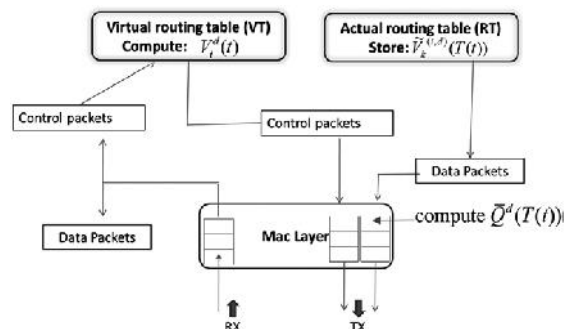 Virtual routing table (VT)
Compute: V_i^d(t)
Actual routing table (RT)
Store: Ṽ_k^(i,d)(T(t))
Control packets
Control packets
Data Packets
Data Packets
Mac Layer
compute Q̄^d(T(i))
RX
TX